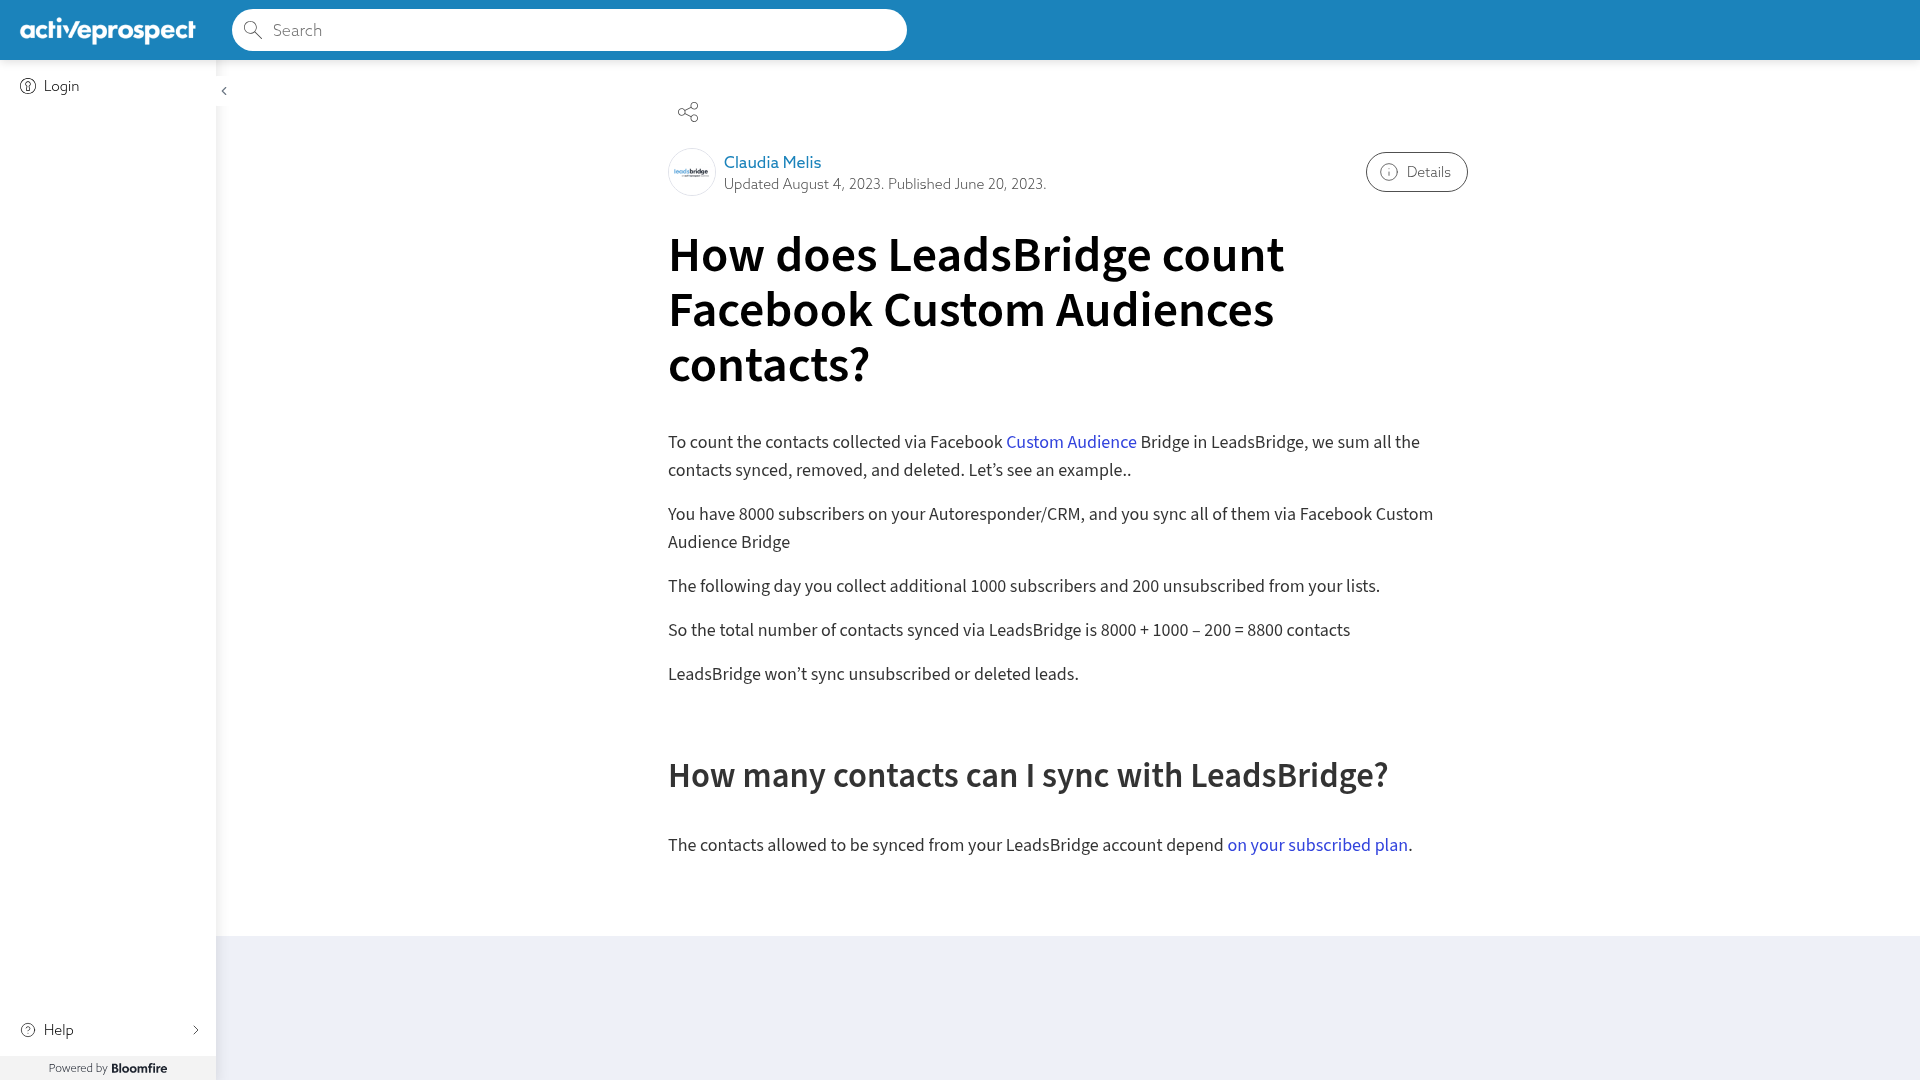 activeprospect
Search
Login
Claudia Melis
Updated August 4, 2023. Published June 20, 2023.
Details
leadsbridge
How does LeadsBridge count
Facebook Custom Audiences
contacts?
To count the contacts collected via Facebook Custom Audience Bridge in LeadsBridge, we sum all the
contacts synced, removed, and deleted. Let’s see an example..
You have 8000 subscribers on your Autoresponder/CRM, and you sync all of them via Facebook Custom
Audience Bridge
The following day you collect additional 1000 subscribers and 200 unsubscribed from your lists.
So the total number of contacts synced via LeadsBridge is 8000 + 1000 – 200 = 8800 contacts
LeadsBridge won’t sync unsubscribed or deleted leads.
How many contacts can I sync with LeadsBridge?
The contacts allowed to be synced from your LeadsBridge account depend on your subscribed plan.
Help
Powered by Bloomfire